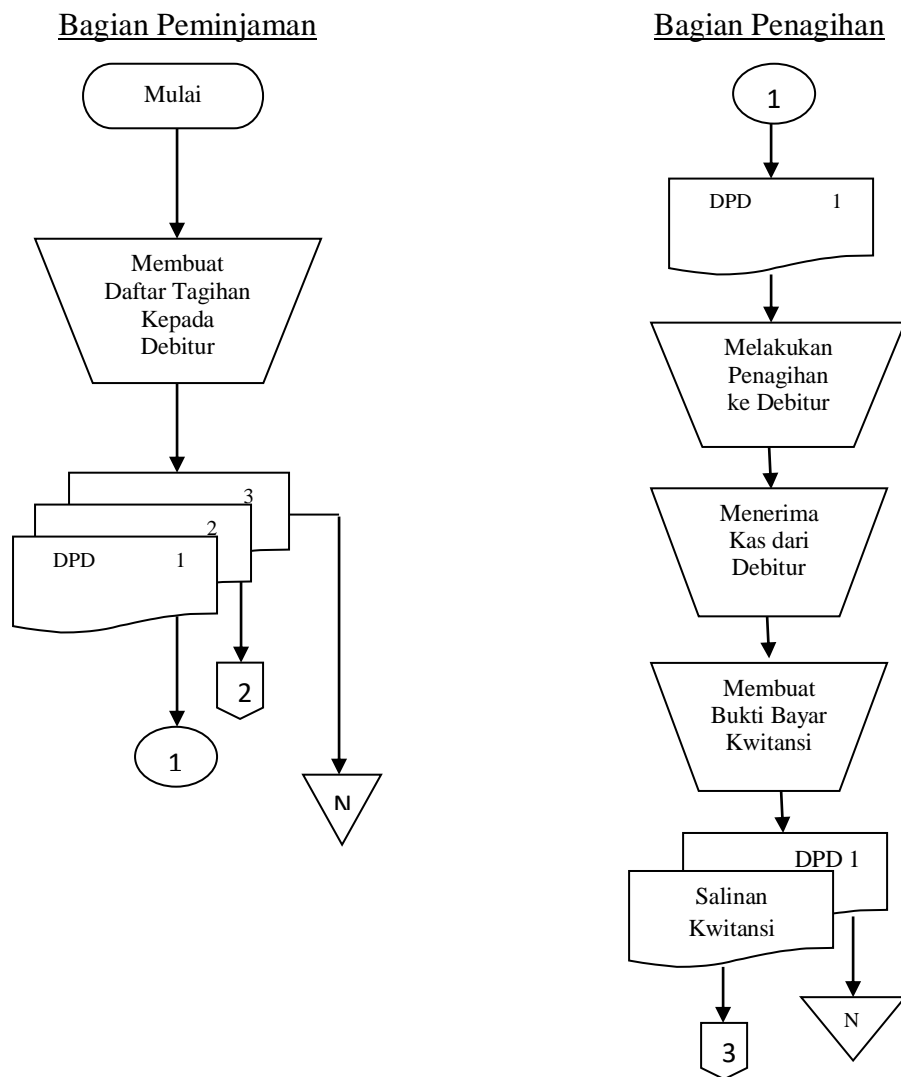 Bagian Peminjaman
Mulai
Membuat
Daftar Tagihan
Kepada
Debitur
3
2
DPD 1
2
1
N
Bagian Penagihan
1
DPD 1
Melakukan
Penagihan
ke Debitur
Menerima
Kas dari
Debitur
Membuat
Bukti Bayar
Kwitansi
DPD 1
Salinan
Kwitansi
N
3